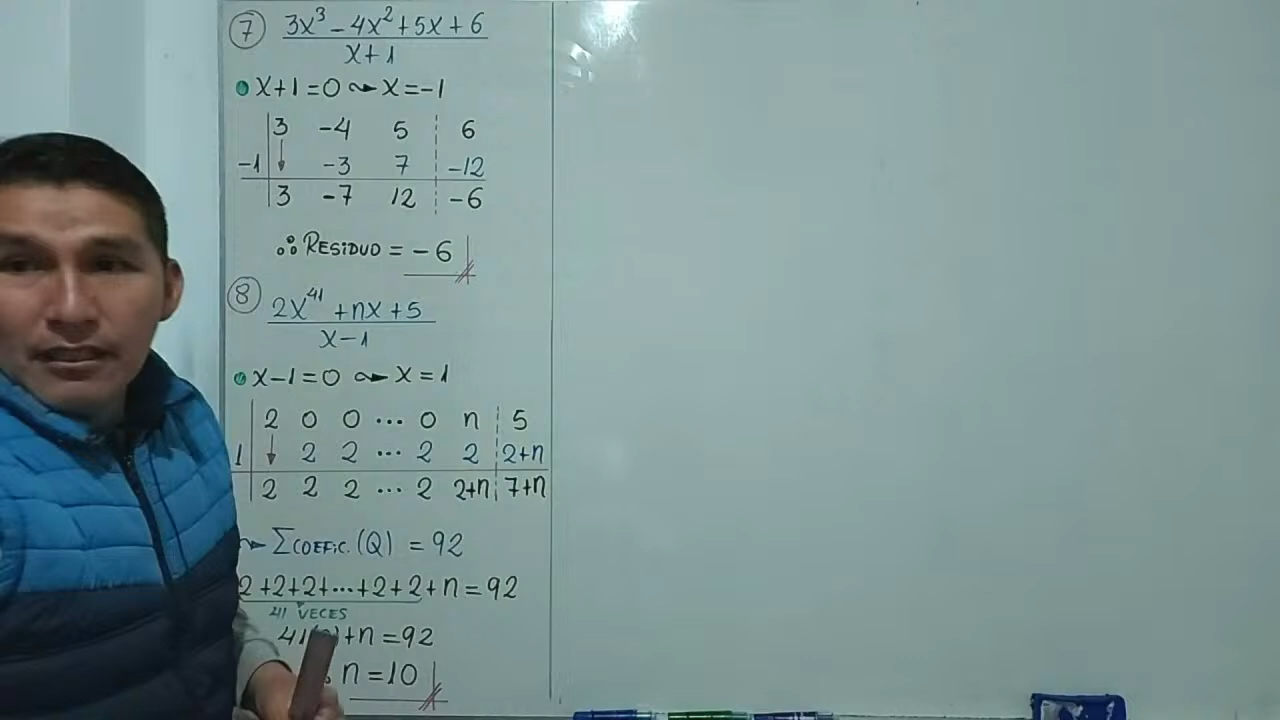 7 3x³ - 4x² + 5x + 6
x + 1
x + 1 = 0 ⇝ x = -1
3 -4 5 6
-1 -3 7 -12
3 -7 12 -6
∴ RESIDUO = -6
8 2x⁴¹ + nx + 5
x - 1
x - 1 = 0 ⇝ x = 1
2 0 0 ... 0 n 5
1 2 2 ... 2 2 2+n
2 2 2 ... 2 2+n 7+n
⇝ ΣCOEFIC.(Q) = 92
2+2+2+...+2+2+n = 92
41 VECES
41( )+n = 92
n = 10